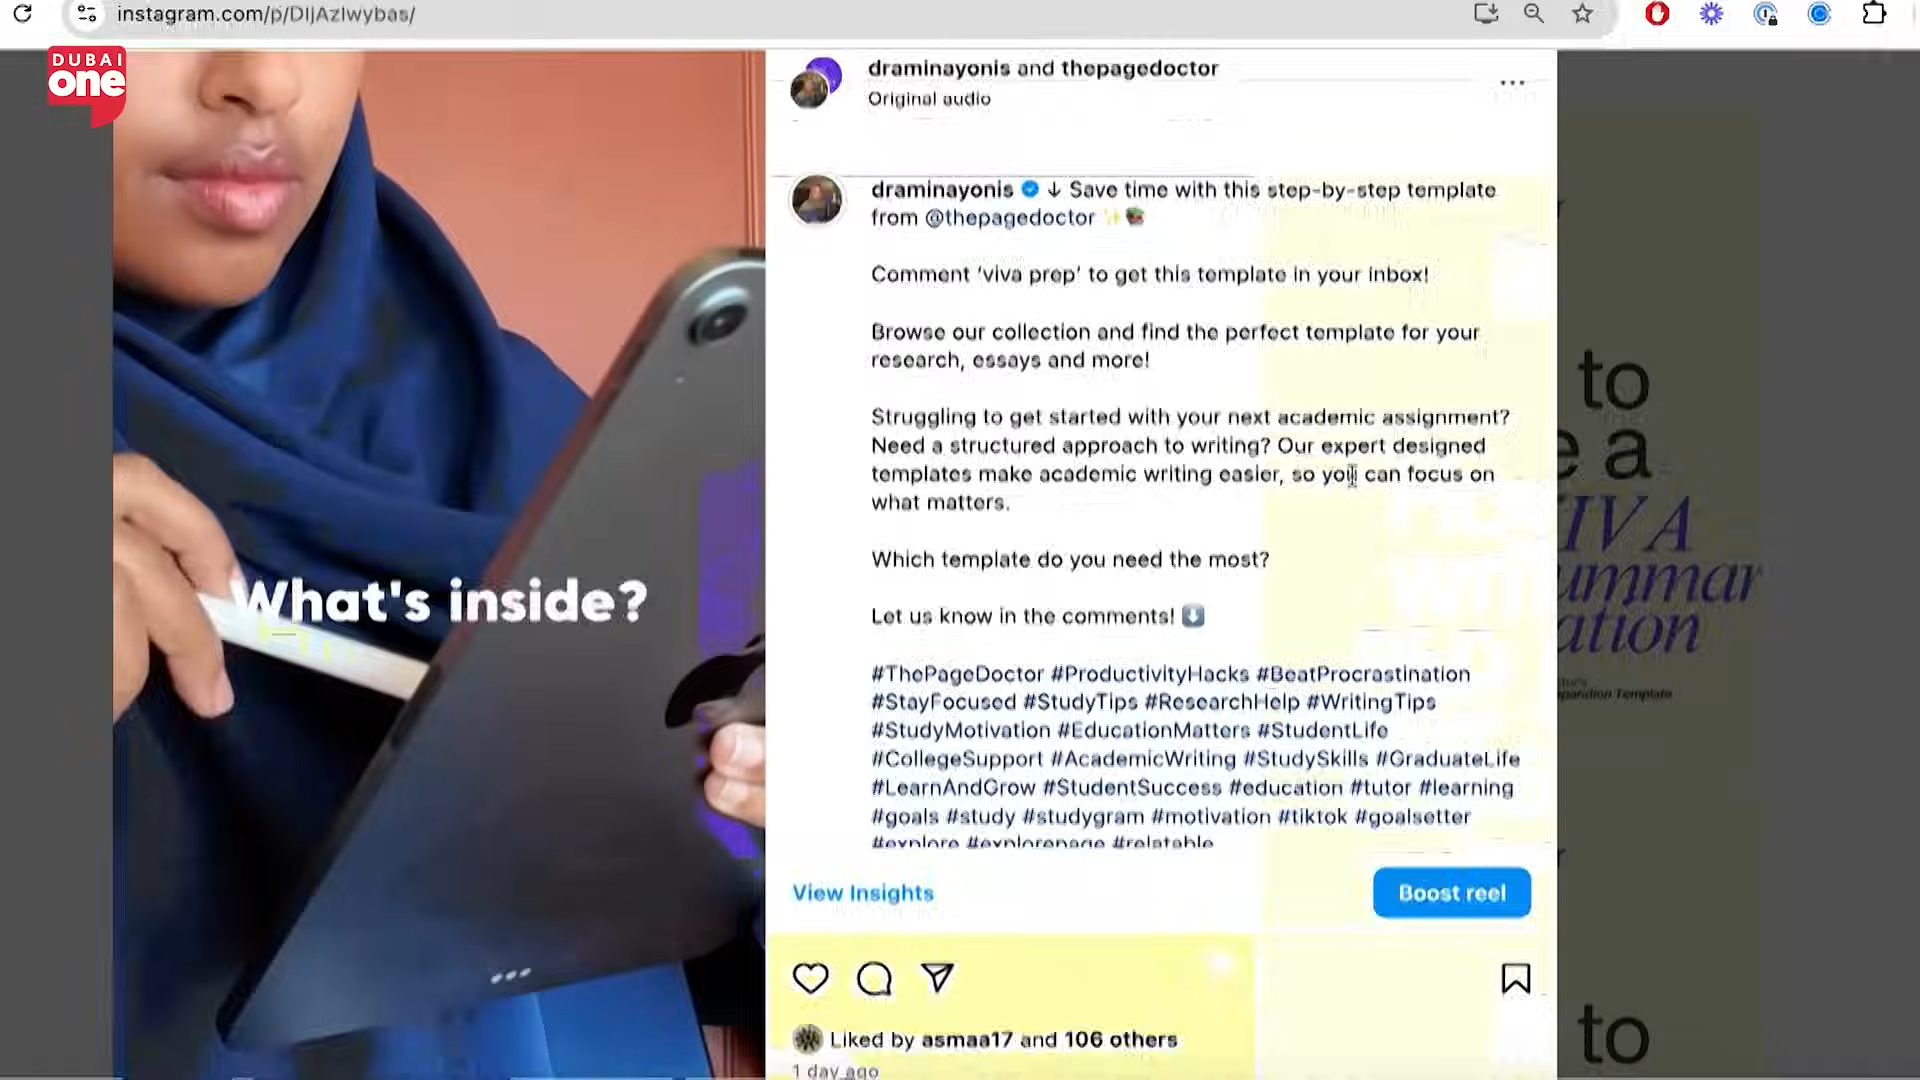 instagram.com/p/DIjAzIwybas/
DUBAI
one
draminayonis and thepagedoctor
Original audio
draminayonis ↓ Save time with this step-by-step template
from @thepagedoctor
Comment ‘viva prep’ to get this template in your inbox!
Browse our collection and find the perfect template for your
research, essays and more!
Struggling to get started with your next academic assignment?
Need a structured approach to writing? Our expert designed
templates make academic writing easier, so you can focus on
what matters.
Which template do you need the most?
Let us know in the comments!
#ThePageDoctor #ProductivityHacks #BeatProcrastination
#StayFocused #StudyTips #ResearchHelp #WritingTips
#StudyMotivation #EducationMatters #StudentLife
#CollegeSupport #AcademicWriting #StudySkills #GraduateLife
#LearnAndGrow #StudentSuccess #education #tutor #learning
#goals #study #studygram #motivation #tiktok #goalsetter
#explore #explorepage #relatable
View Insights
Boost reel
Liked by asmaa17 and 106 others
1 day ago
What's inside?
to
a
IVA
ummar
ation
Template
to